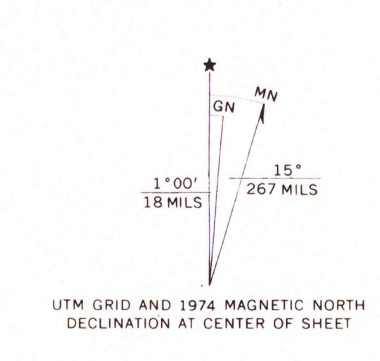 ★
MN
GN
1°00′
18 MILS
15°
267 MILS
UTM GRID AND 1974 MAGNETIC NORTH
DECLINATION AT CENTER OF SHEET